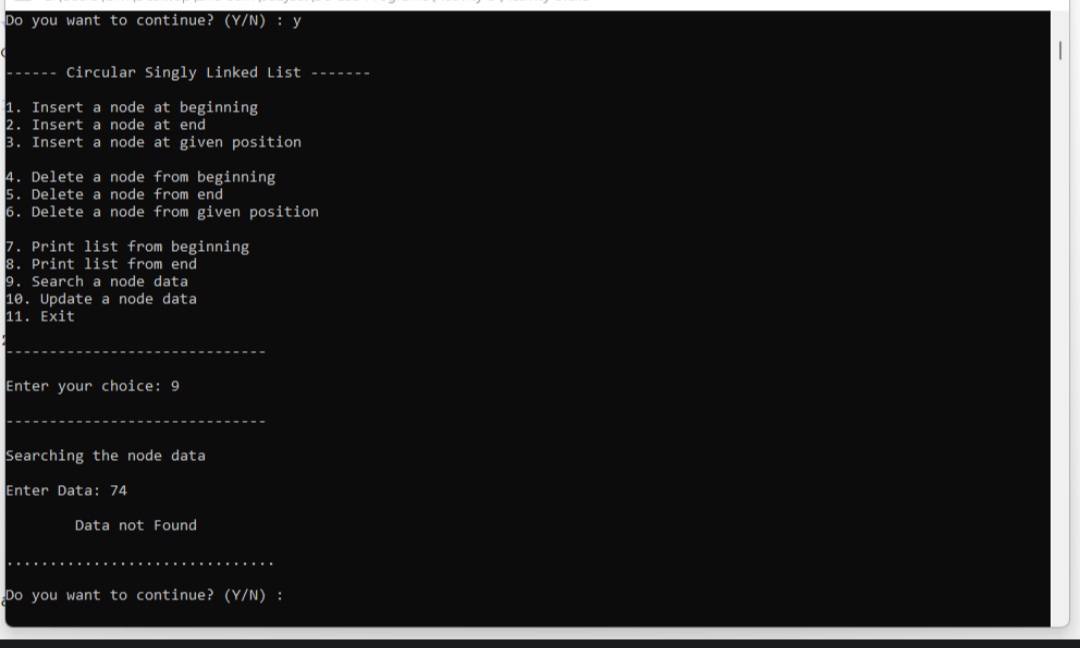 Do you want to continue? (Y/N) : y
------ Circular Singly Linked List -------
1. Insert a node at beginning
2. Insert a node at end
3. Insert a node at given position
4. Delete a node from beginning
5. Delete a node from end
6. Delete a node from given position
7. Print list from beginning
8. Print list from end
9. Search a node data
10. Update a node data
11. Exit
------------------------------
Enter your choice: 9
------------------------------
Searching the node data
Enter Data: 74
Data not Found
...............................
Do you want to continue? (Y/N) :